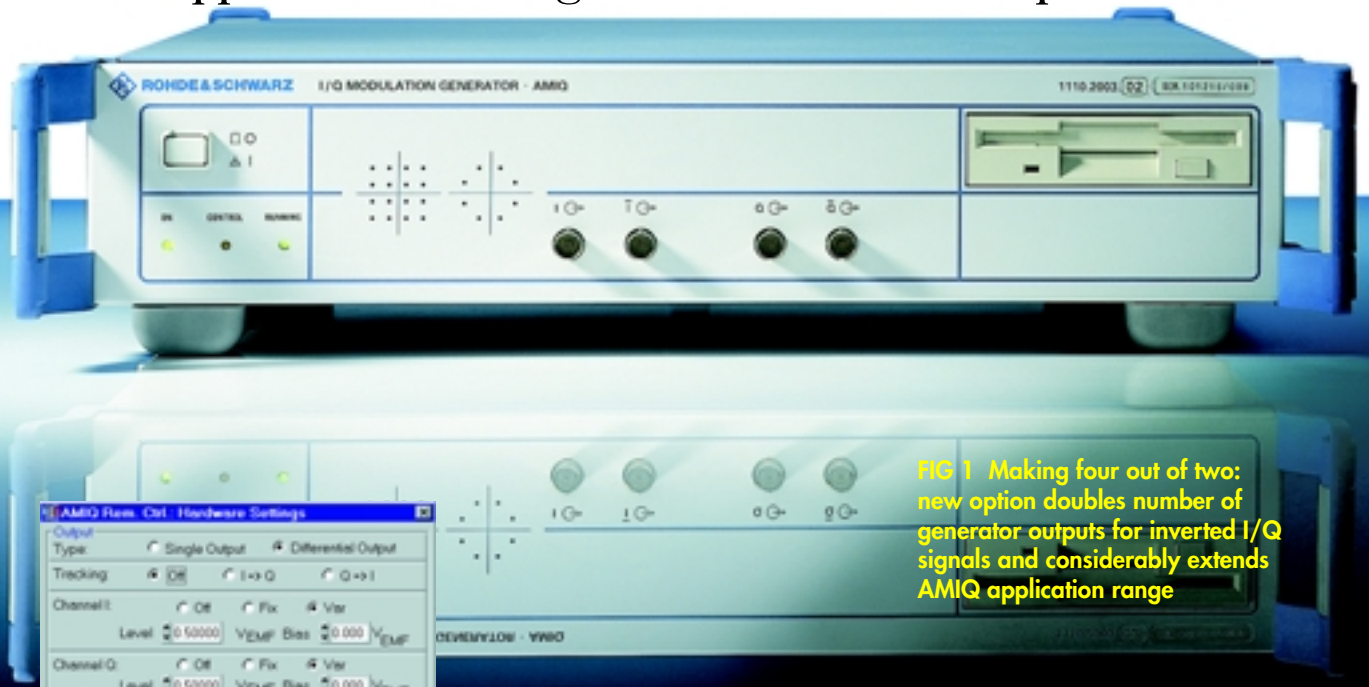 ROHDE&SCHWARZ I/Q MODULATION GENERATOR · AMIQ
1110.2003.02
ON CONTROL RUNNING
I Ī Q Q̄
FIG 1 Making four out of two:
new option doubles number of
generator outputs for inverted I/Q
signals and considerably extends
AMIQ application range
AMIQ Rem. Ctrl.: Hardware Settings
Output
Type: Single Output Differential Output
Tracking: Off I->Q Q->I
Channel I: Off Fix Var
Level 0.50000 VEMF Bias 0.000 VEMF
Channel Q: Off Fix Var
Level 0.50000 VEMF Bias 0.000